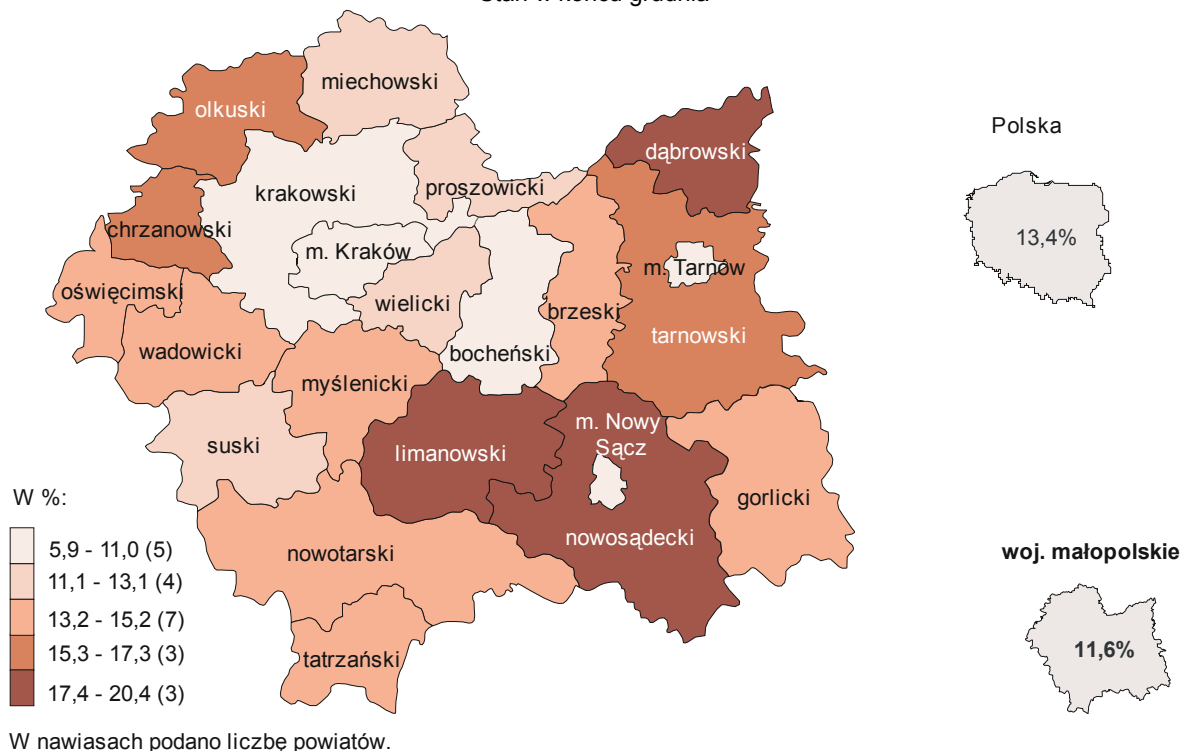 Stan w końcu grudnia
miechowski
olkuski
Polska
dąbrowski
krakowski
proszowicki
chrzanowski
13,4%
m. Kraków
m. Tarnów
oświęcimski
wielicki
brzeski
tarnowski
wadowicki
bocheński
myślenicki
m. Nowy
Sącz
suski
limanowski
W %:
gorlicki
nowosądecki
nowotarski
5,9 - 11,0 (5)
woj. małopolskie
11,1 - 13,1 (4)
13,2 - 15,2 (7)
15,3 - 17,3 (3)
11,6%
tatrzański
17,4 - 20,4 (3)
W nawiasach podano liczbę powiatów.